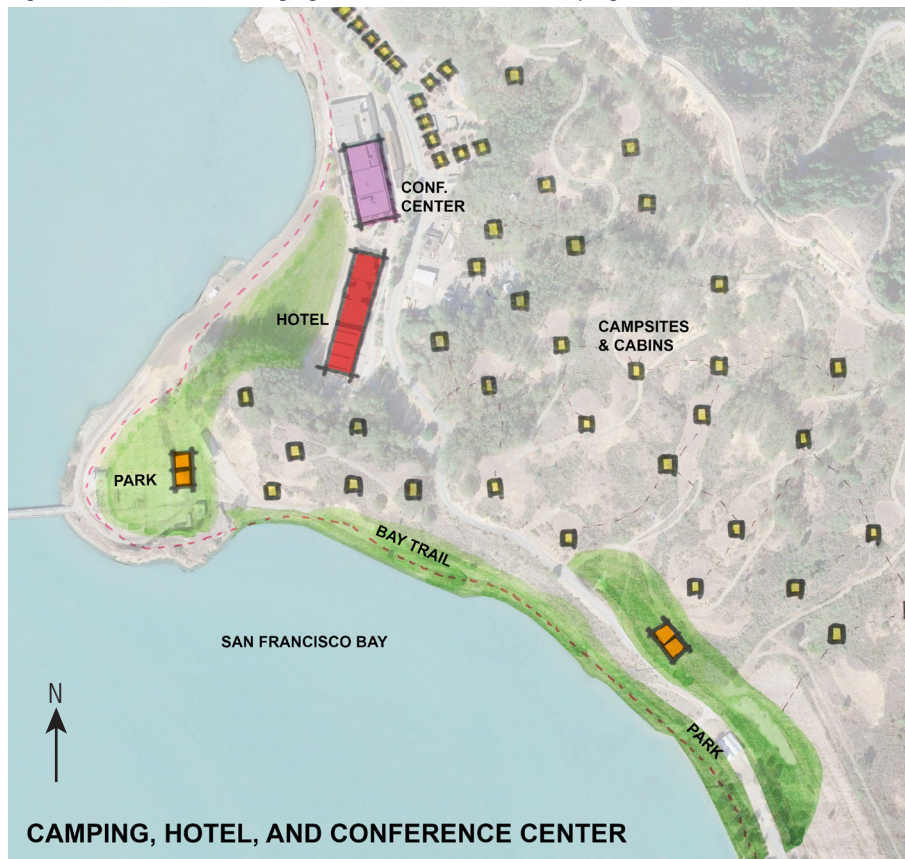 CONF.
CENTER
HOTEL
CAMPSITES
& CABINS
PARK
BAY TRAIL
SAN FRANCISCO BAY
N
PARK
CAMPING, HOTEL, AND CONFERENCE CENTER